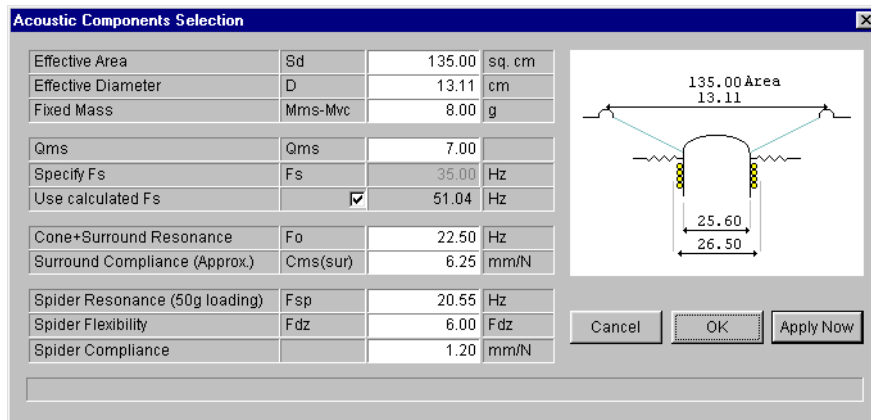 Acoustic Components Selection
Effective Area Sd 135.00 sq. cm
Effective Diameter D 13.11 cm
Fixed Mass Mms-Mvc 8.00 g
Qms Qms 7.00
Specify Fs Fs 35.00 Hz
Use calculated Fs 51.04 Hz
Cone+Surround Resonance Fo 22.50 Hz
Surround Compliance (Approx.) Cms(sur) 6.25 mm/N
Spider Resonance (50g loading) Fsp 20.55 Hz
Spider Flexibility Fdz 6.00 Fdz
Spider Compliance 1.20 mm/N
135.00 Area
13.11
25.60
26.50
Cancel OK Apply Now